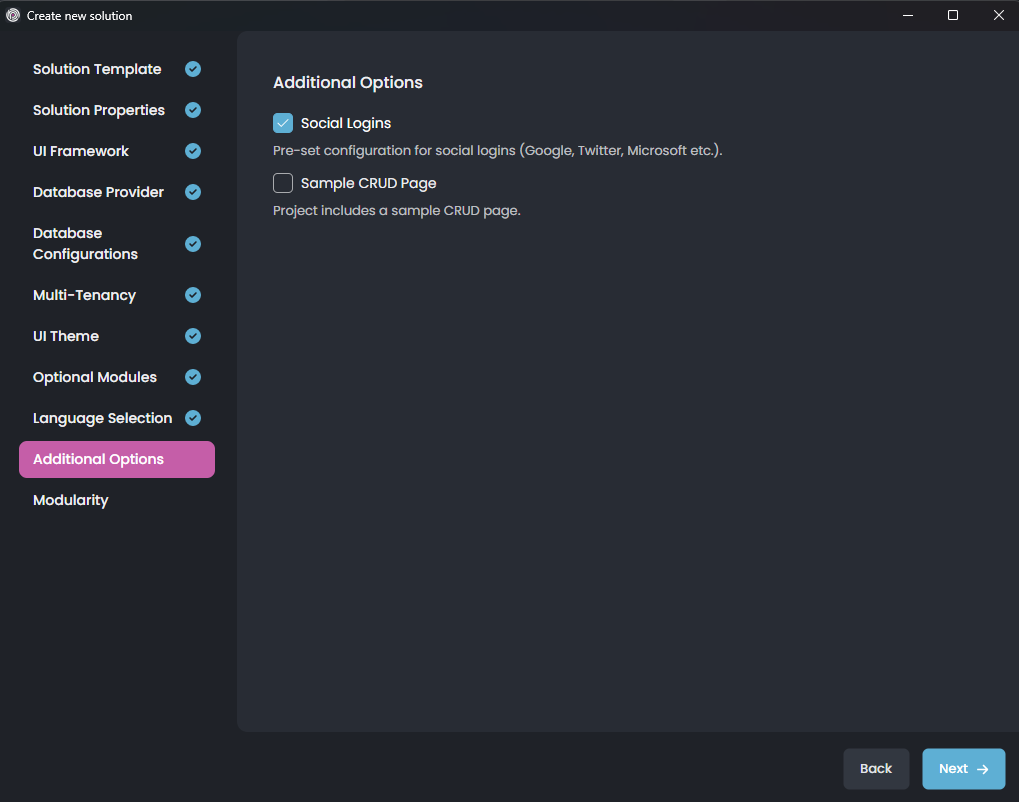 Create new solution
Solution Template
Solution Properties
UI Framework
Database Provider
Database
Configurations
Multi-Tenancy
UI Theme
Optional Modules
Language Selection
Additional Options
Modularity
Additional Options
Social Logins
Pre-set configuration for social logins (Google, Twitter, Microsoft etc.).
Sample CRUD Page
Project includes a sample CRUD page.
Back
Next